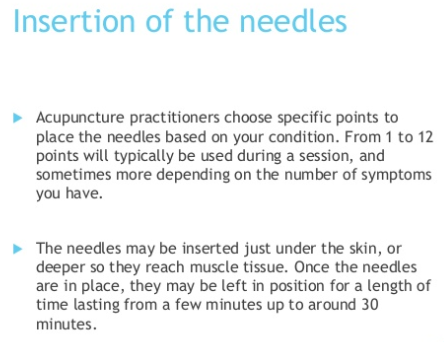 Insertion of the needles
Acupuncture practitioners choose specific points to
place the needles based on your condition. From 1 to 12
points will typically be used during a session, and
sometimes more depending on the number of symptoms
you have.
The needles may be inserted just under the skin, or
deeper so they reach muscle tissue. Once the needles
are in place, they may be left in position for a length of
time lasting from a few minutes up to around 30
minutes.